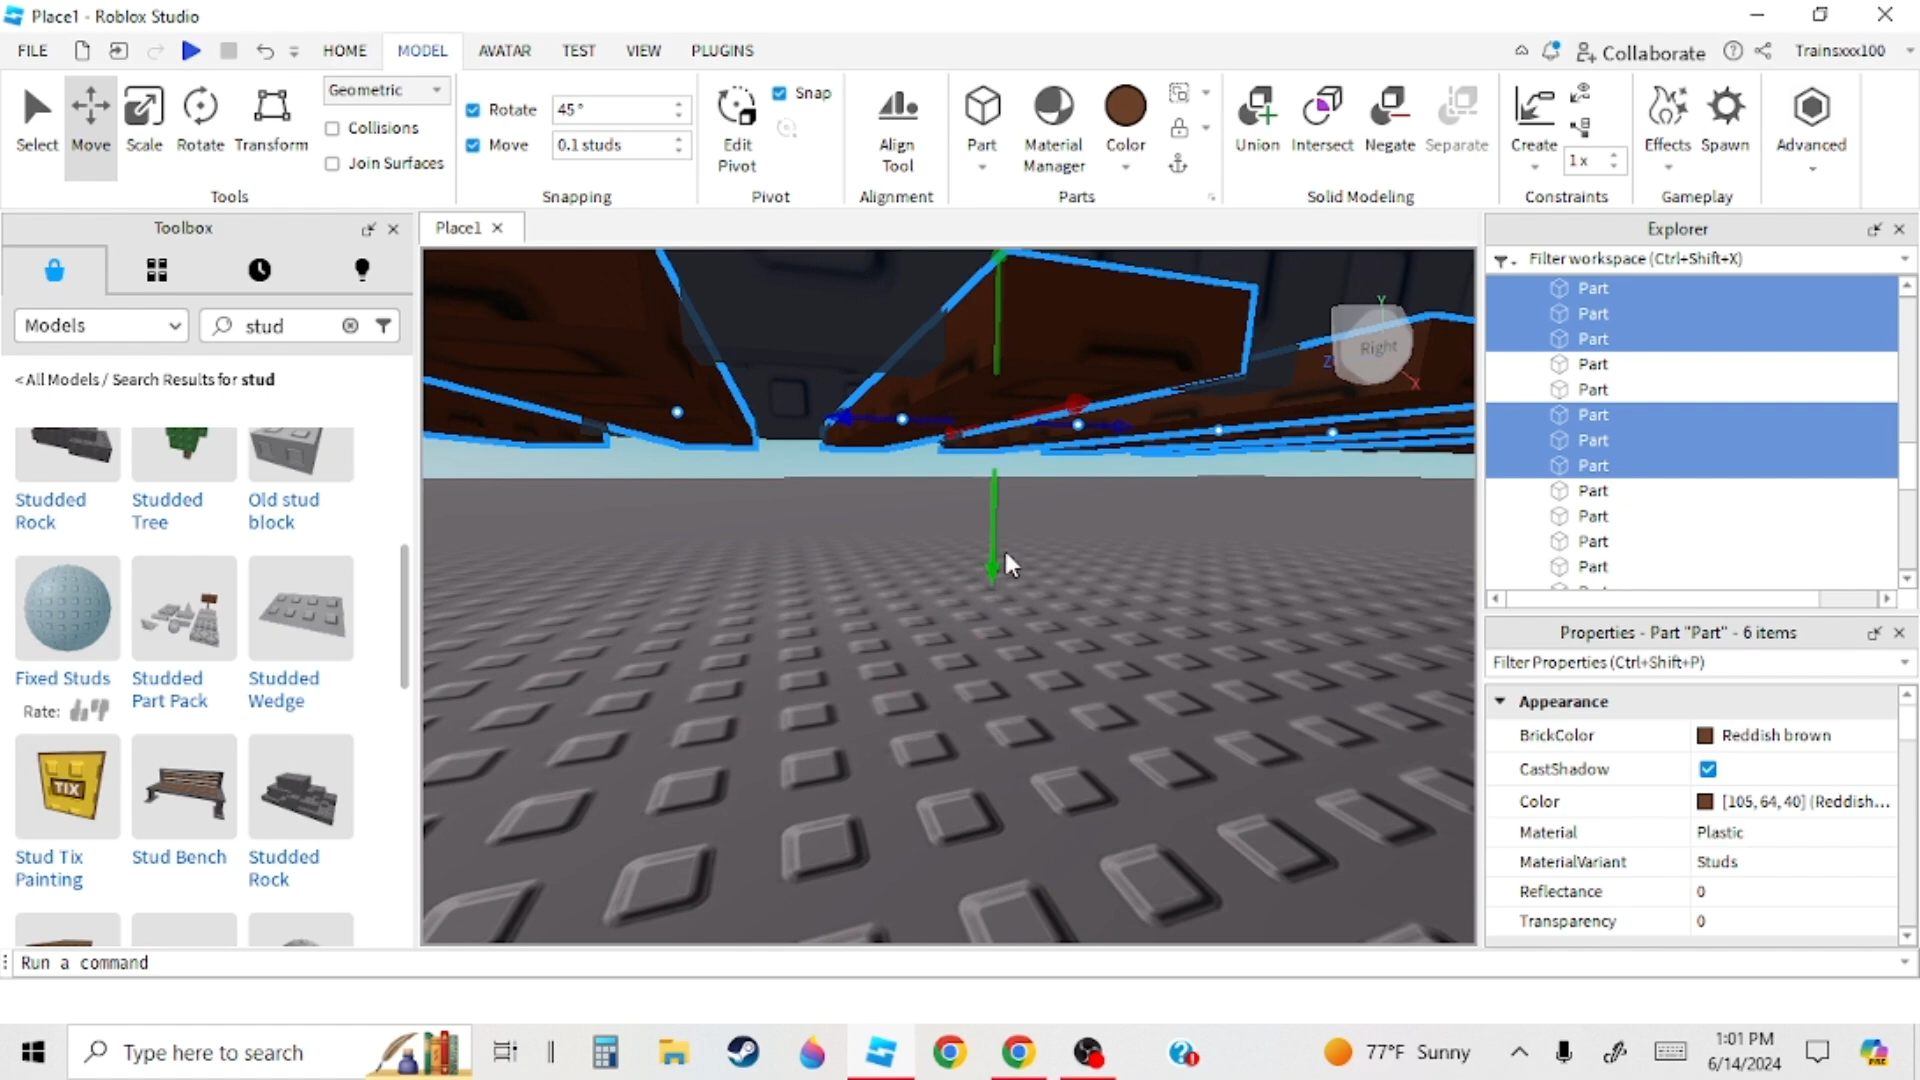 Place1 - Roblox Studio
FILE HOME MODEL AVATAR TEST VIEW PLUGINS Collaborate Trainsxxx100
Geometric
Collisions
Join Surfaces
Select Move Scale Rotate Transform
Tools
Rotate 45°
Move 0.1 studs
Snapping
Edit Pivot
Snap
Pivot
Align Tool
Alignment
Part Material Manager Color
Parts
Union Intersect Negate Separate
Solid Modeling
Create 1x
Constraints
Effects Spawn
Gameplay
Advanced
Toolbox
Models stud
<All Models / Search Results for stud
Studded Rock
Studded Tree
Old stud block
Fixed Studs
Rate:
Studded Part Pack
Studded Wedge
TIX
Stud Tix Painting
Stud Bench
Studded Rock
Place1
Right
Y
Z
X
Explorer
Filter workspace (Ctrl+Shift+X)
Part
Part
Part
Part
Part
Part
Part
Part
Part
Part
Part
Part
Properties - Part "Part" - 6 items
Filter Properties (Ctrl+Shift+P)
Appearance
BrickColor Reddish brown
CastShadow
Color [105, 64, 40] (Reddish...
Material Plastic
MaterialVariant Studs
Reflectance 0
Transparency 0
Run a command
Type here to search
77°F Sunny
1:01 PM
6/14/2024
PRE